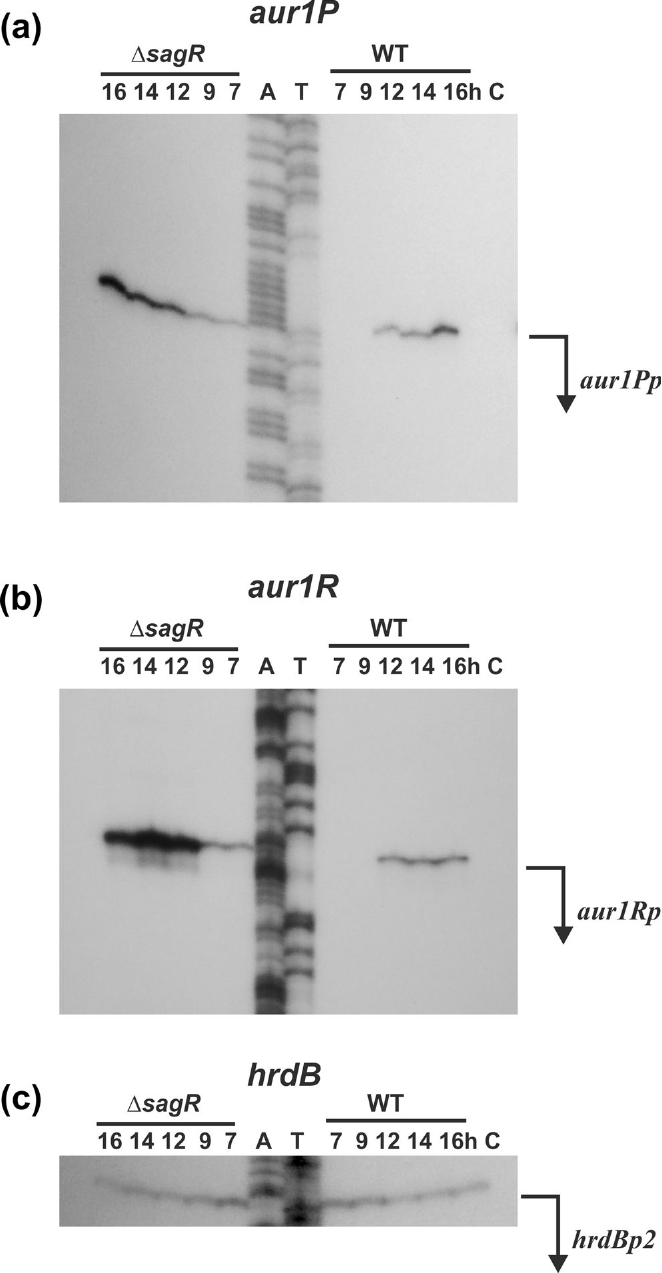 (a)
aur1P
ΔsagR WT
16 14 12 9 7 A T 7 9 12 14 16h C
aur1Pp
(b)
aur1R
ΔsagR WT
16 14 12 9 7 A T 7 9 12 14 16h C
aur1Rp
(c)
hrdB
ΔsagR WT
16 14 12 9 7 A T 7 9 12 14 16h C
hrdBp2